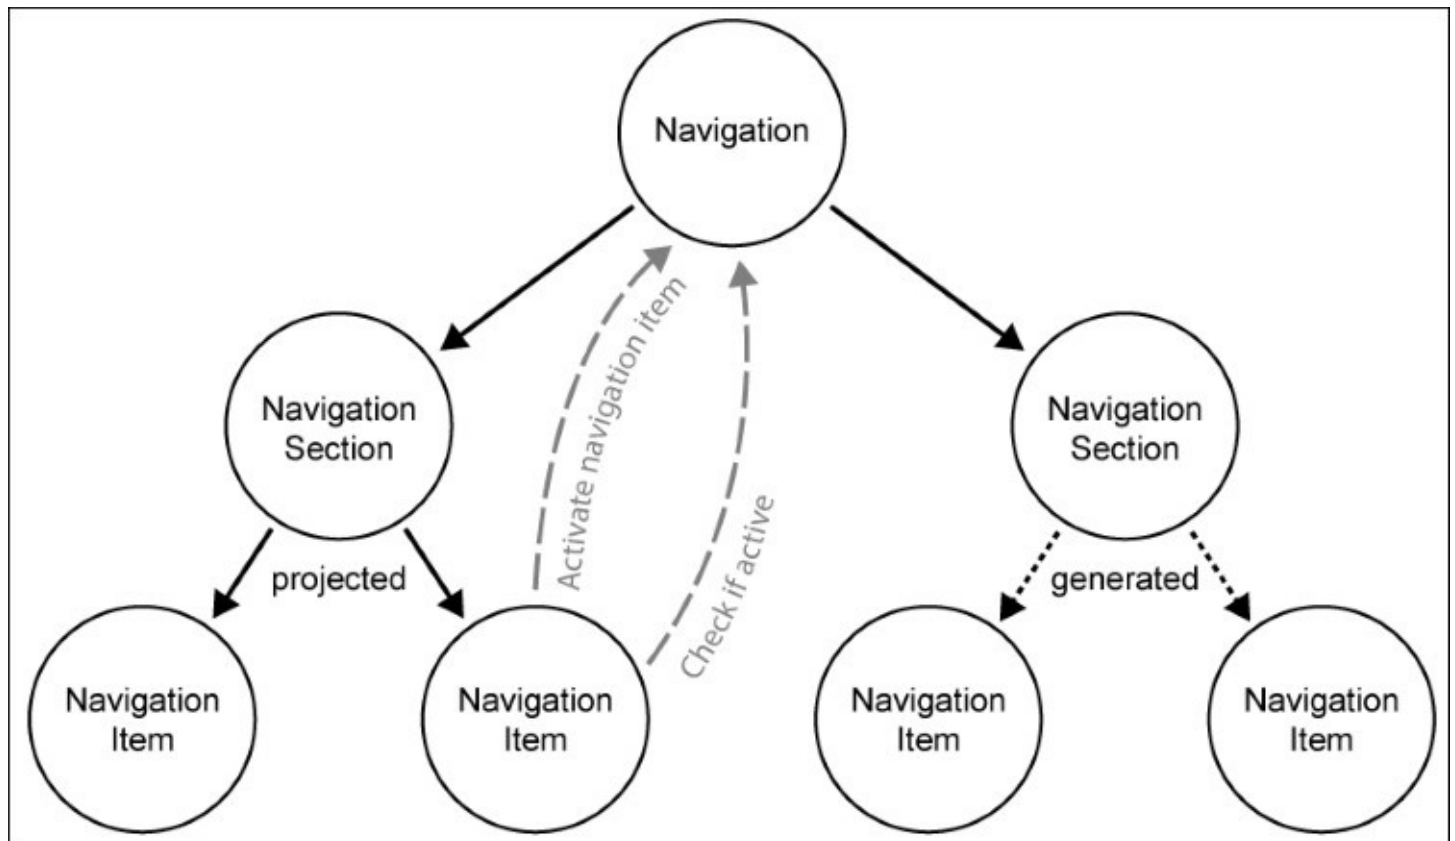 Navigation
Activate navigation item
Check if active
Navigation
Section
Navigation
Section
projected
generated
Navigation
Item
Navigation
Item
Navigation
Item
Navigation
Item